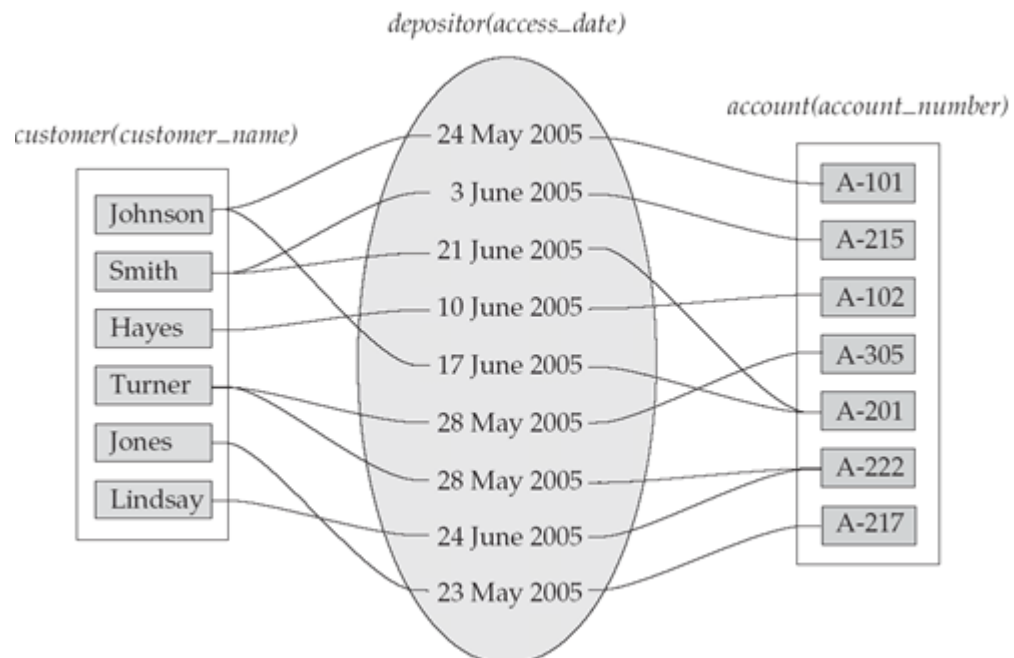 depositor(access_date)
customer(customer_name)
account(account_number)
Johnson
Smith
Hayes
Turner
Jones
Lindsay
24 May 2005
3 June 2005
21 June 2005
10 June 2005
17 June 2005
28 May 2005
28 May 2005
24 June 2005
23 May 2005
A-101
A-215
A-102
A-305
A-201
A-222
A-217